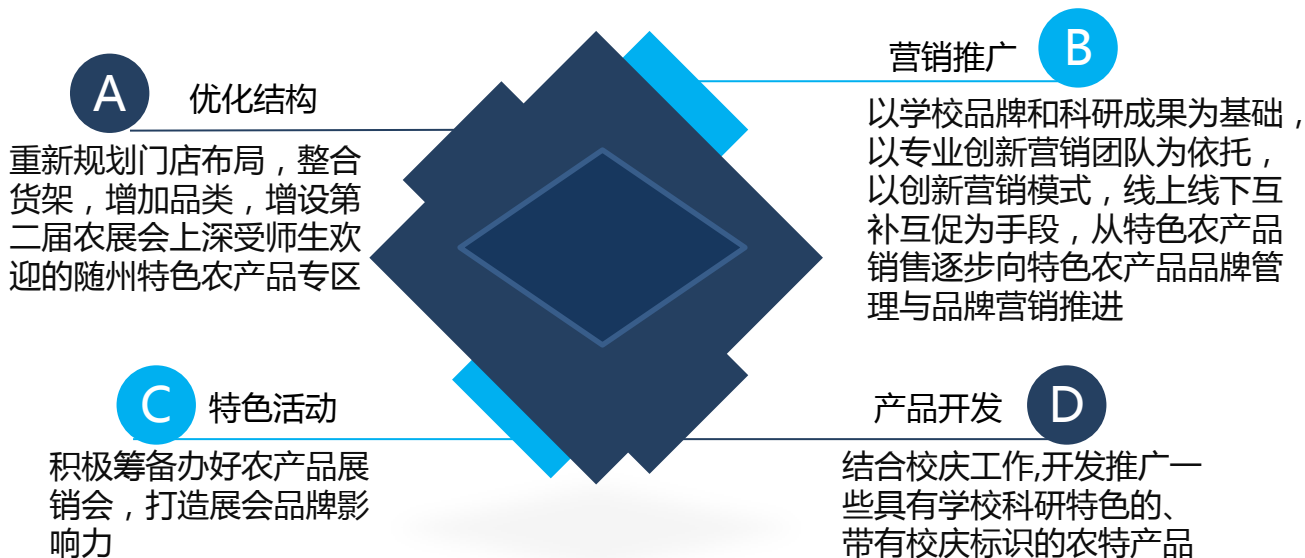 A
优化结构
重新规划门店布局，整合
货架，增加品类，增设第
二届农展会上深受师生欢
迎的随州特色农产品专区
营销推广
B
以学校品牌和科研成果为基础，
以专业创新营销团队为依托，
以创新营销模式，线上线下互
补互促为手段，从特色农产品
销售逐步向特色农产品品牌管
理与品牌营销推进
C
特色活动
积极筹备办好农产品展
销会，打造展会品牌影
响力
产品开发
D
结合校庆工作,开发推广一
些具有学校科研特色的、
带有校庆标识的农特产品